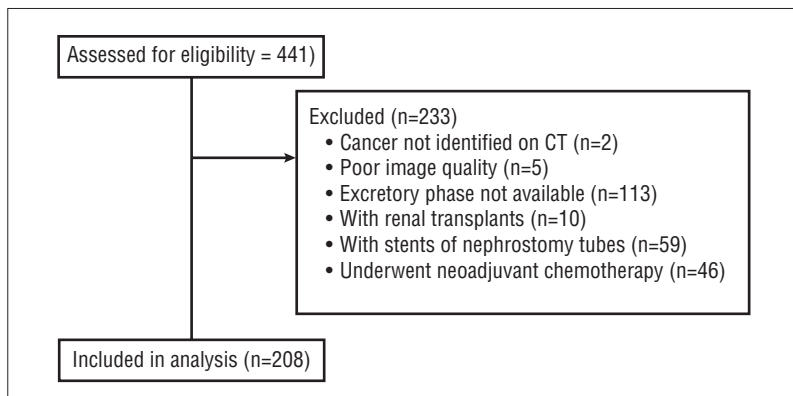 Assessed for eligibility = 441)
Excluded (n=233)
• Cancer not identified on CT (n=2)
• Poor image quality (n=5)
• Excretory phase not available (n=113)
• With renal transplants (n=10)
• With stents of nephrostomy tubes (n=59)
• Underwent neoadjuvant chemotherapy (n=46)
Included in analysis (n=208)